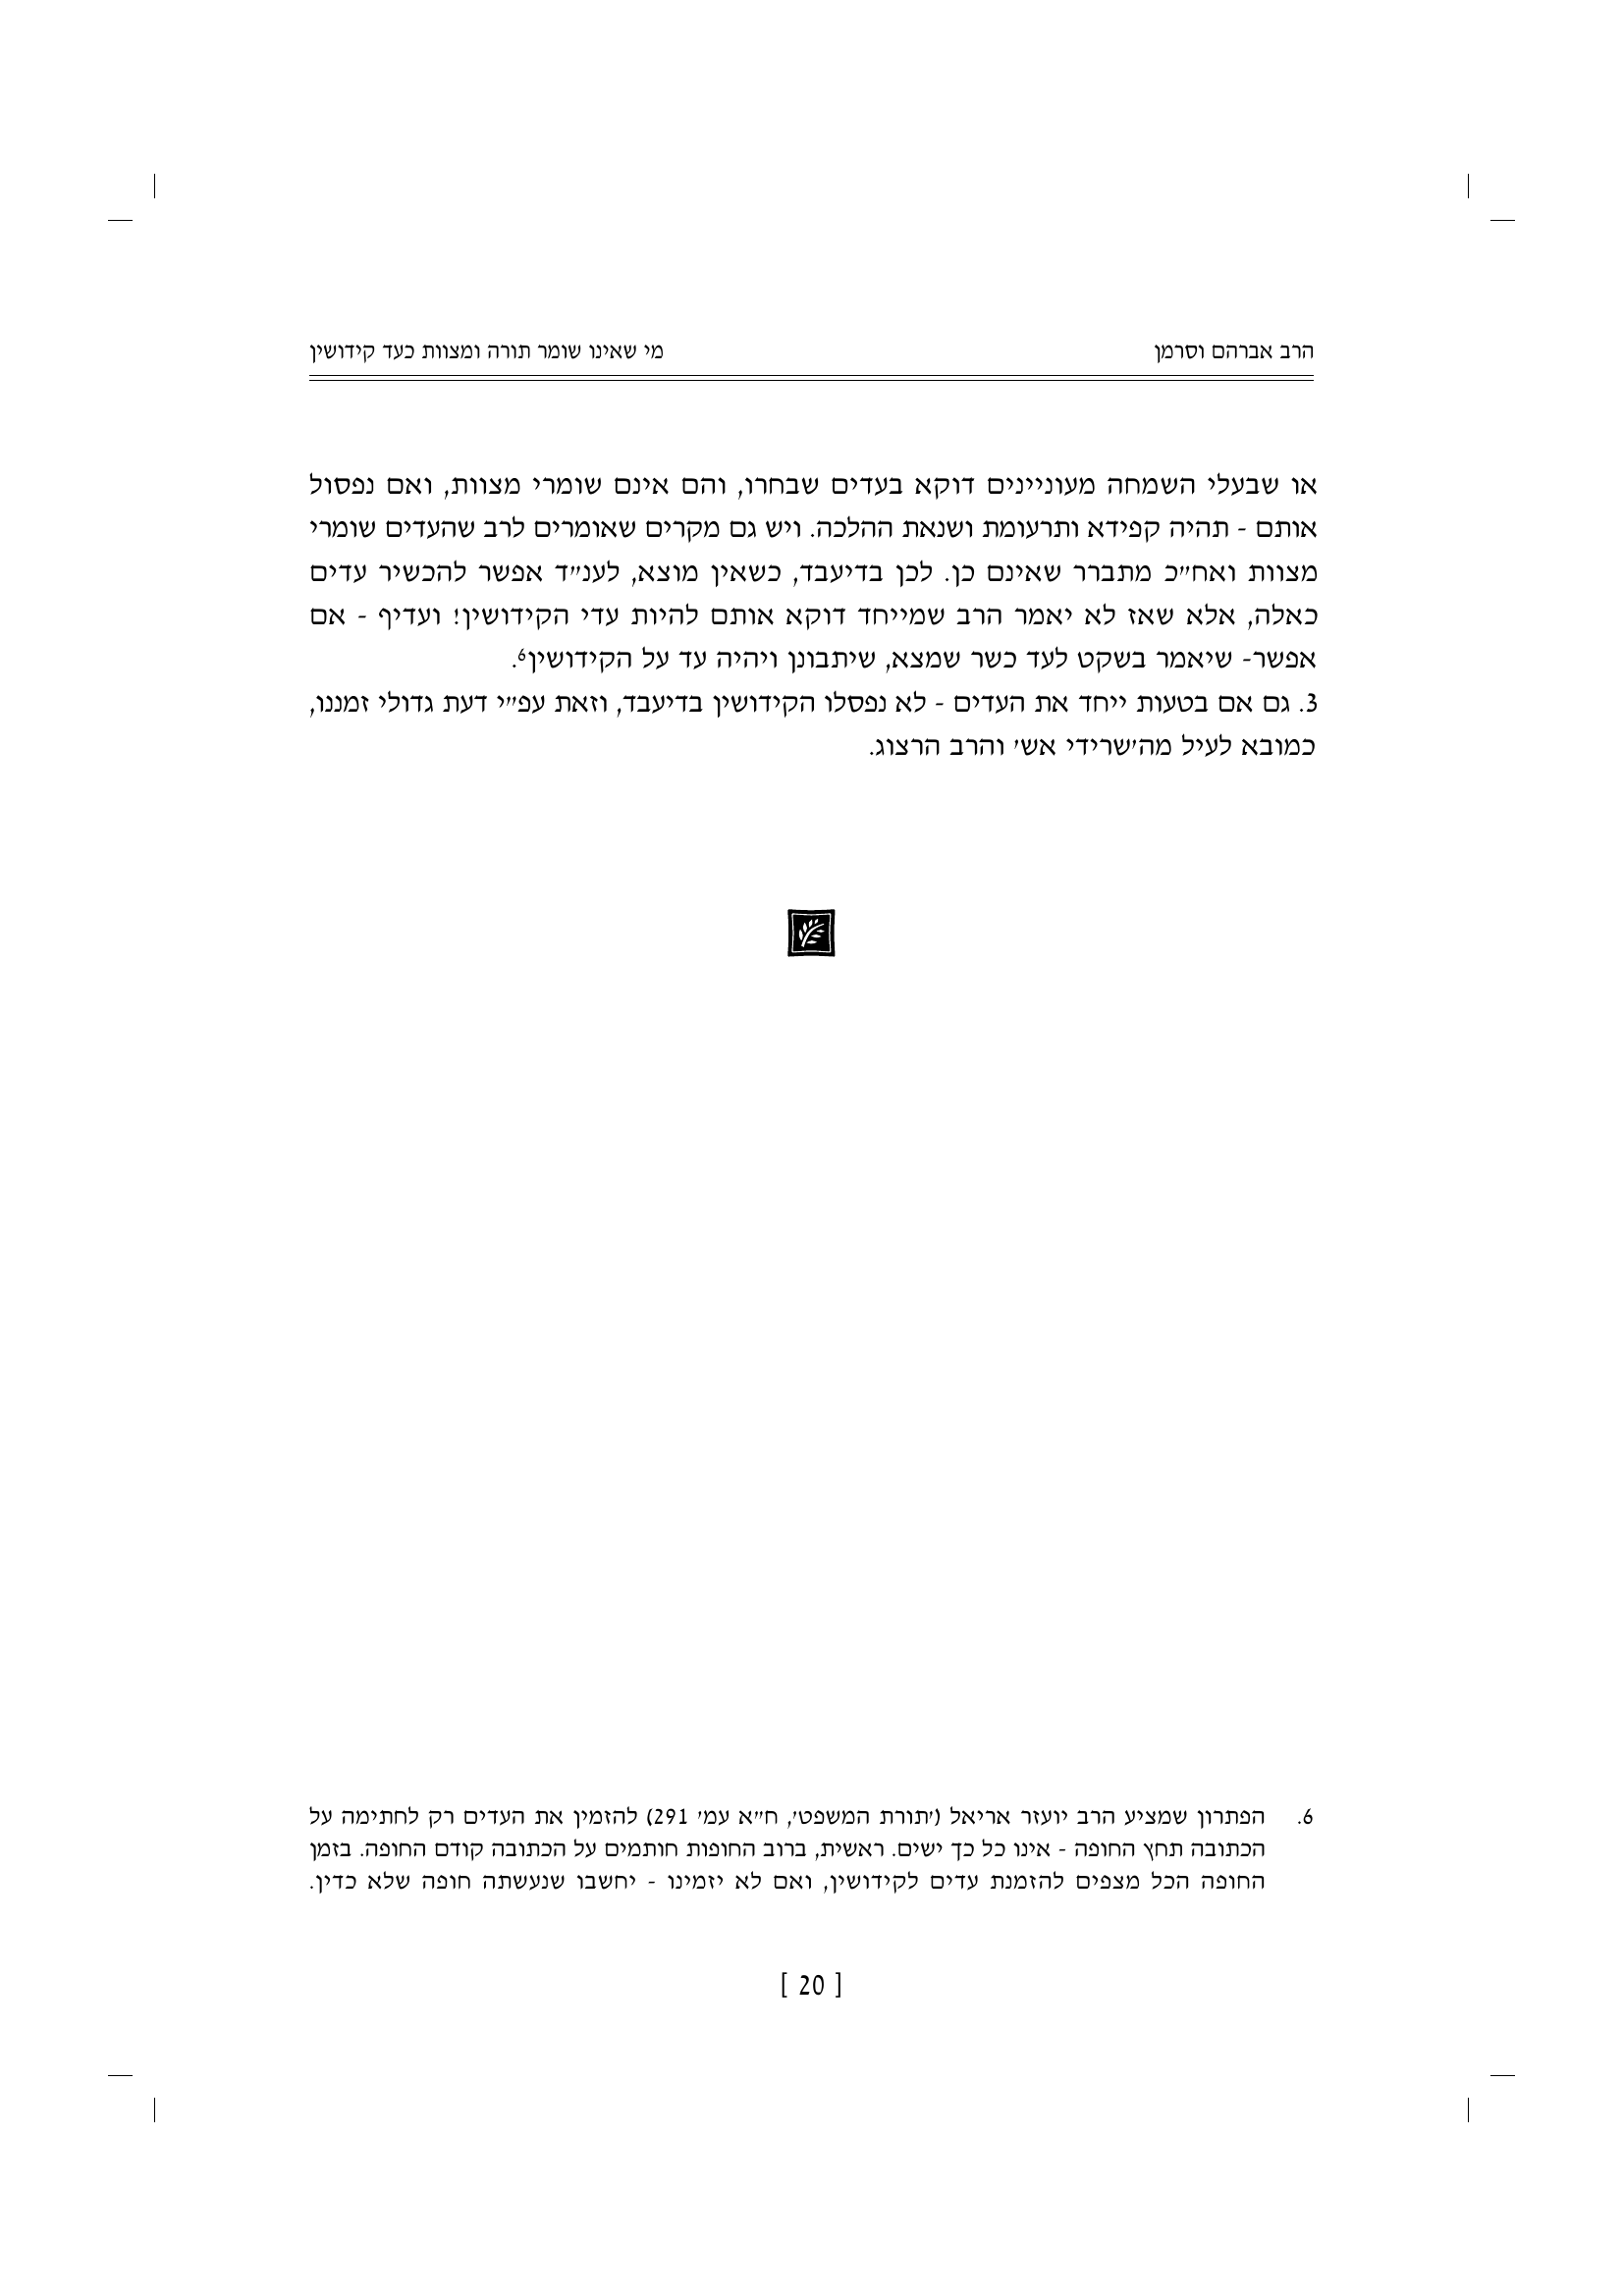 הרב אברהם וסרמן
מי שאינו שומר תורה ומצוות כעד קידושין
או שבעלי השמחה מעוניינים דוקא בעדים שבחרו, והם אינם שומרי מצוות, ואם נפסול
אותם - תהיה קפידא ותרעומת ושנאת ההלכה. ויש גם מקרים שאומרים לרב שהעדים שומרי
מצוות ואח״כ מתברר שאינם כן. לכן בדיעבד, כשאין מוצא, לענ״ד אפשר להכשיר עדים
כאלה, אלא שאז לא יאמר הרב שמייחד דוקא אותם להיות עדי הקידושין! ועדיף - אם
אפשר- שיאמר בשקט לעד כשר שמצא, שיתבונן ויהיה עד על הקידושין⁶.
3. גם אם בטעות ייחד את העדים - לא נפסלו הקידושין בדיעבד, וזאת עפ״י דעת גדולי זמננו,
כמובא לעיל מה׳שרידי אש׳ והרב הרצוג.
6. הפתרון שמציע הרב יועזר אריאל (׳תורת המשפט׳, ח״א עמ׳ 291) להזמין את העדים רק לחתימה על
הכתובה תחץ החופה - אינו כל כך ישים. ראשית, ברוב החופות חותמים על הכתובה קודם החופה. בזמן
החופה הכל מצפים להזמנת עדים לקידושין, ואם לא יזמינו - יחשבו שנעשתה חופה שלא כדין.
[ 20 ]